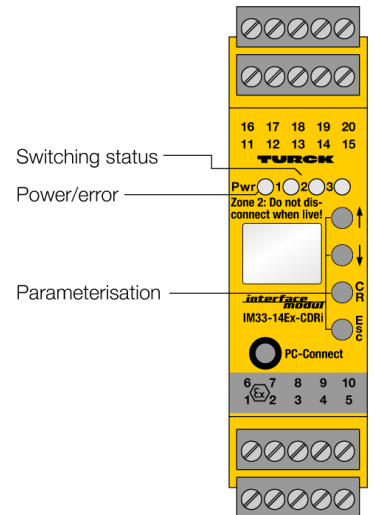 16 17 18 19 20
11 12 13 14 15
TURCK
Switching status
Pwr 1 2 3
Power/error
Zone 2: Do not dis-
connect when live!
Parameterisation
CR
interface
modul
IM33-14Ex-CDRi
Esc
PC-Connect
6 7 8 9 10
Ex
1 2 3 4 5